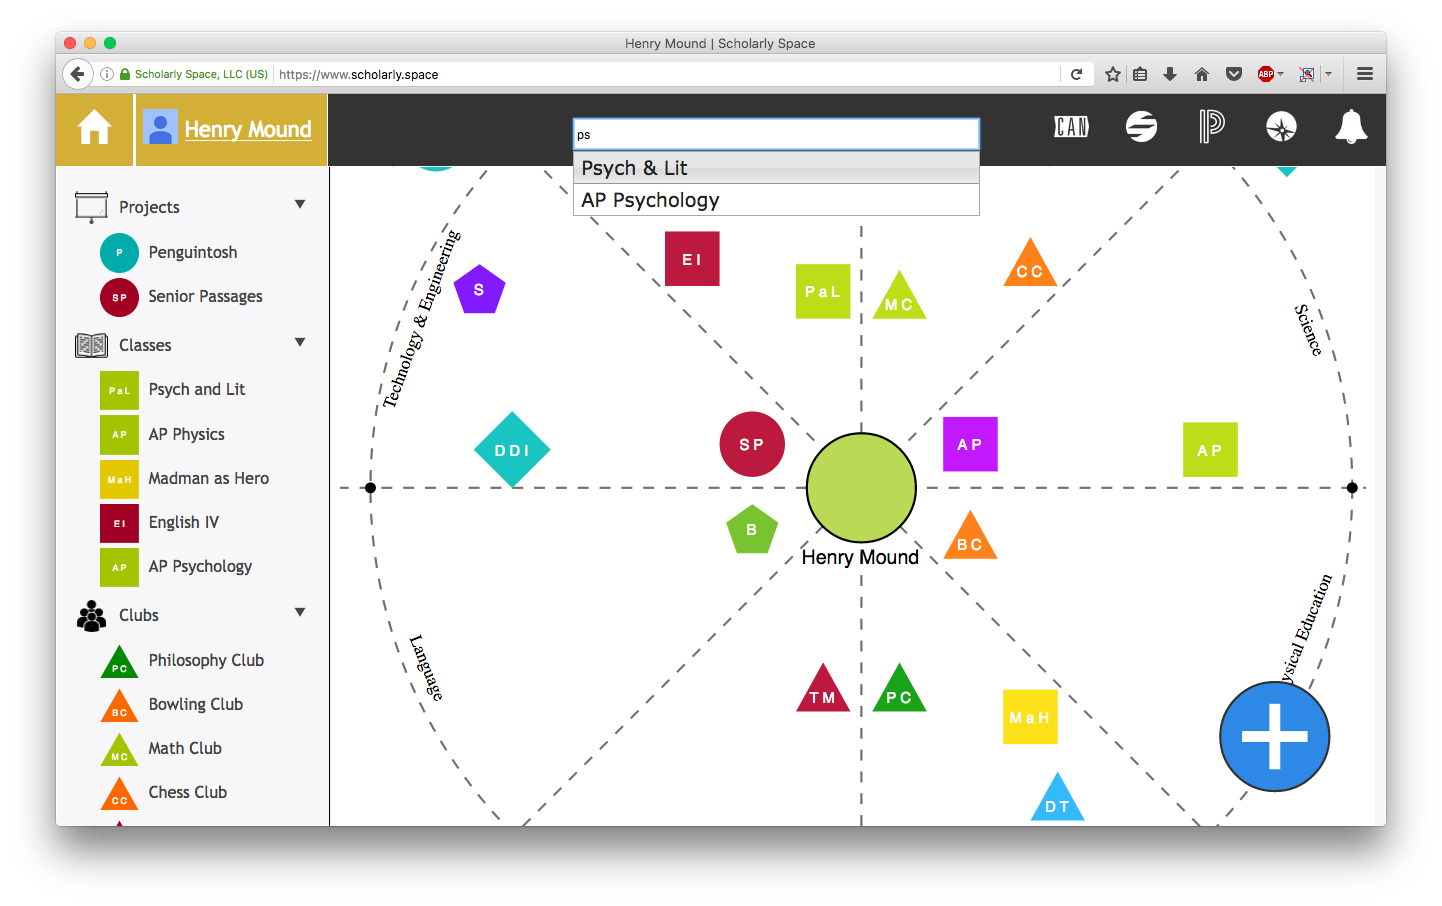 Henry Mound | Scholarly Space
Scholarly Space, LLC (US)
https://www.scholarly.space
ABP
Henry Mound
ps
CAN
Psych & Lit
AP Psychology
Projects
P
Penguintosh
SP
Senior Passages
Classes
PaL
Psych and Lit
AP
AP Physics
MaH
Madman as Hero
EI
English IV
AP
AP Psychology
Clubs
PC
Philosophy Club
BC
Bowling Club
MC
Math Club
CC
Chess Club
Technology & Engineering
S
EI
PaL
MC
CC
Science
DDI
SP
AP
AP
B
BC
Henry Mound
Language
ysical Education
TM
PC
MaH
DT